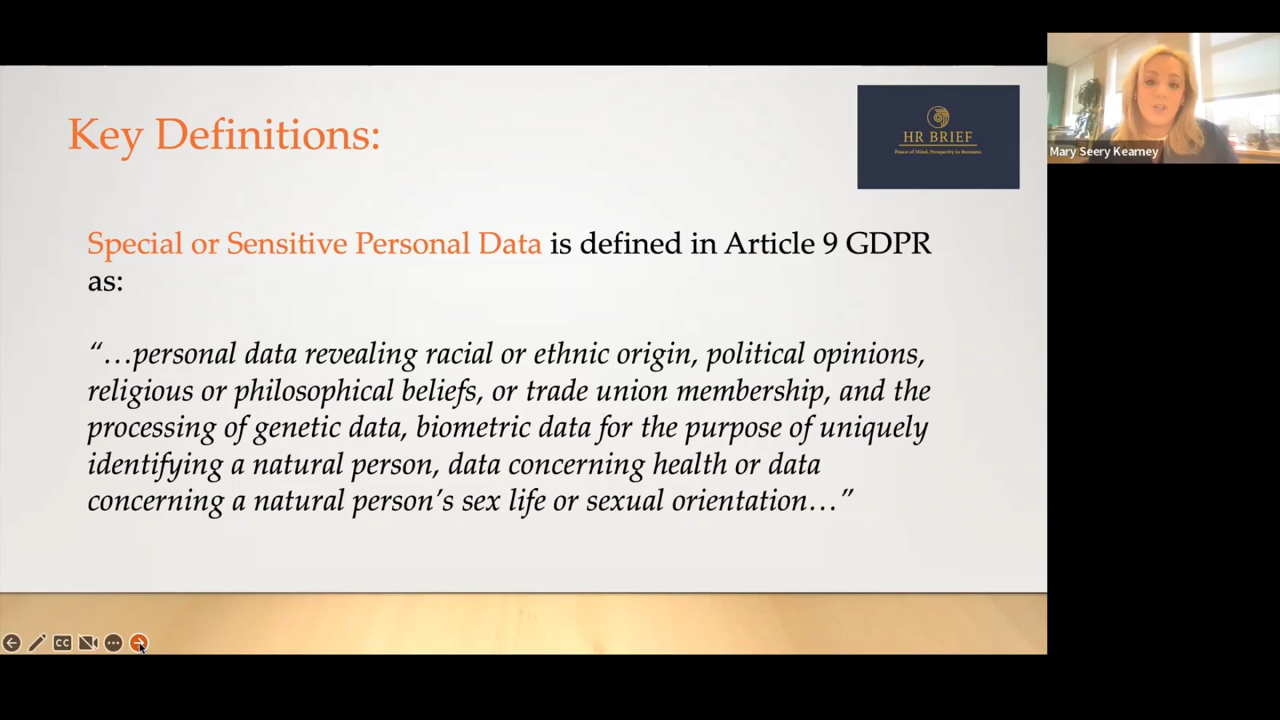 Key Definitions:
HR BRIEF
Peace of Mind, Prosperity in Business
Mary Seery Kearney
Special or Sensitive Personal Data is defined in Article 9 GDPR
as:
“…personal data revealing racial or ethnic origin, political opinions,
religious or philosophical beliefs, or trade union membership, and the
processing of genetic data, biometric data for the purpose of uniquely
identifying a natural person, data concerning health or data
concerning a natural person’s sex life or sexual orientation…”
CC